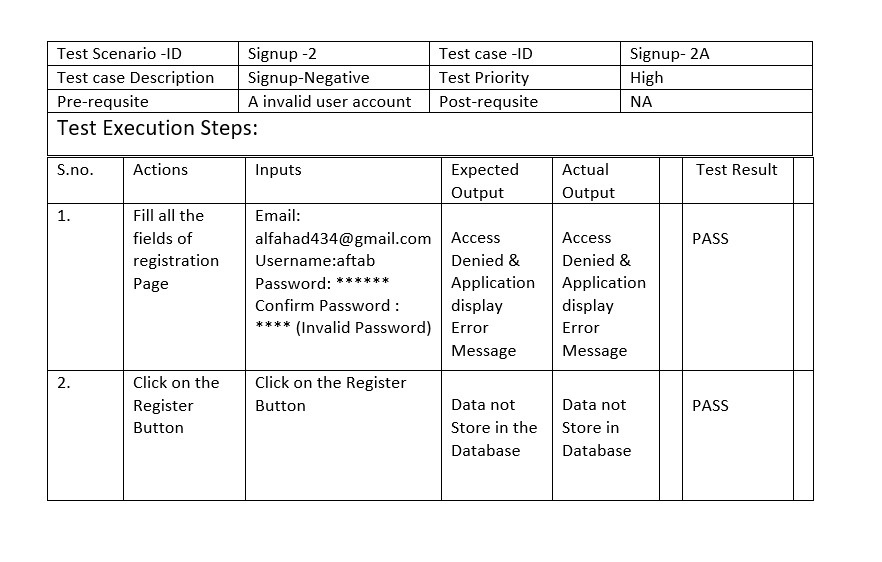 Test Scenario -ID Signup -2 Test case -ID Signup- 2A
Test case Description Signup-Negative Test Priority High
Pre-requsite A invalid user account Post-requsite NA
Test Execution Steps:
S.no. Actions Inputs Expected Output Actual Output Test Result
1.
Fill all the
fields of
registration
Page
Email:
alfahad434@gmail.com
Username:aftab
Password: ******
Confirm Password :
**** (Invalid Password)
Access
Denied &
Application
display
Error
Message
Access
Denied &
Application
display
Error
Message
PASS
2.
Click on the
Register
Button
Click on the Register
Button
Data not
Store in the
Database
Data not
Store in
Database
PASS